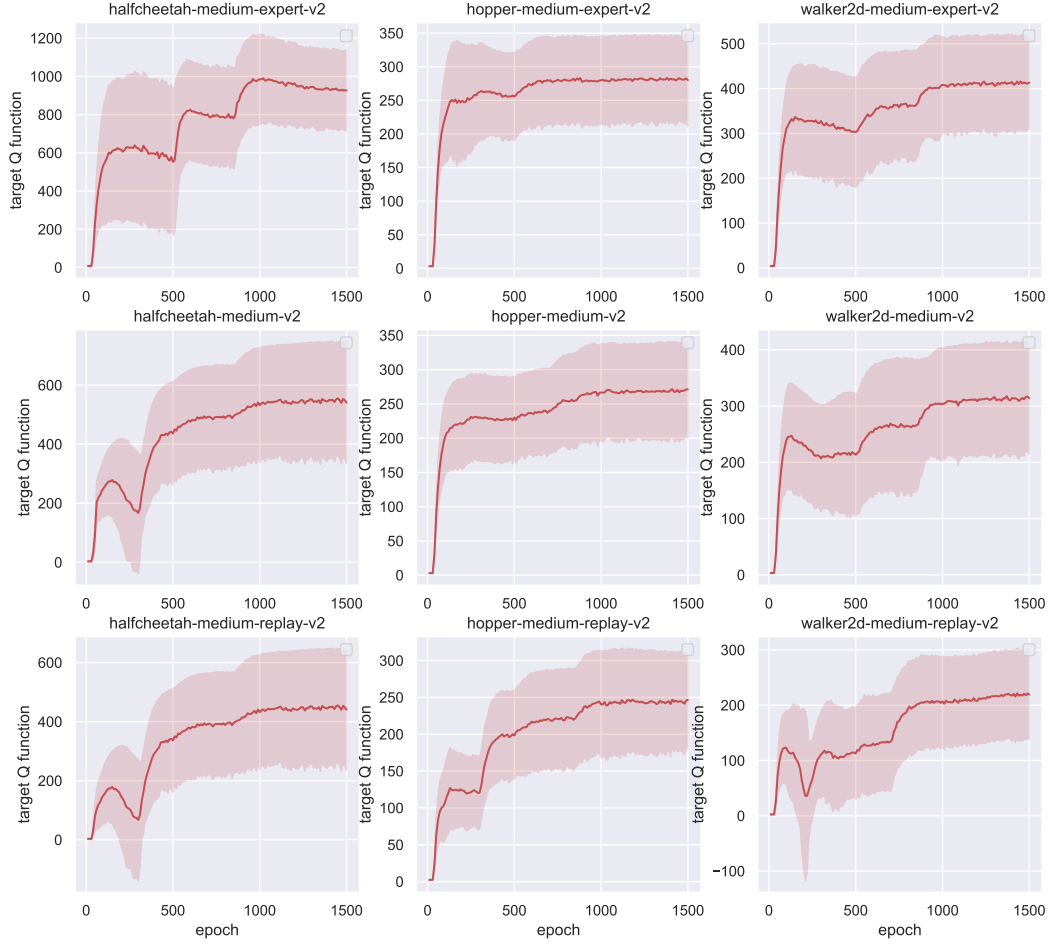 halfcheetah-medium-expert-v2
hopper-medium-expert-v2
walker2d-medium-expert-v2
target Q function
1200
1000
800
600
400
200
0
0 500 1000 1500
target Q function
350
300
250
200
150
100
50
0
0 500 1000 1500
target Q function
500
400
300
200
100
0
0 500 1000 1500
halfcheetah-medium-v2
hopper-medium-v2
walker2d-medium-v2
target Q function
600
400
200
0
0 500 1000 1500
target Q function
350
300
250
200
150
100
50
0
0 500 1000 1500
target Q function
400
300
200
100
0
0 500 1000 1500
halfcheetah-medium-replay-v2
hopper-medium-replay-v2
walker2d-medium-replay-v2
target Q function
600
400
200
0
0 500 1000 1500
epoch
target Q function
300
250
200
150
100
50
0
0 500 1000 1500
epoch
target Q function
300
200
100
0
−100
0 500 1000 1500
epoch